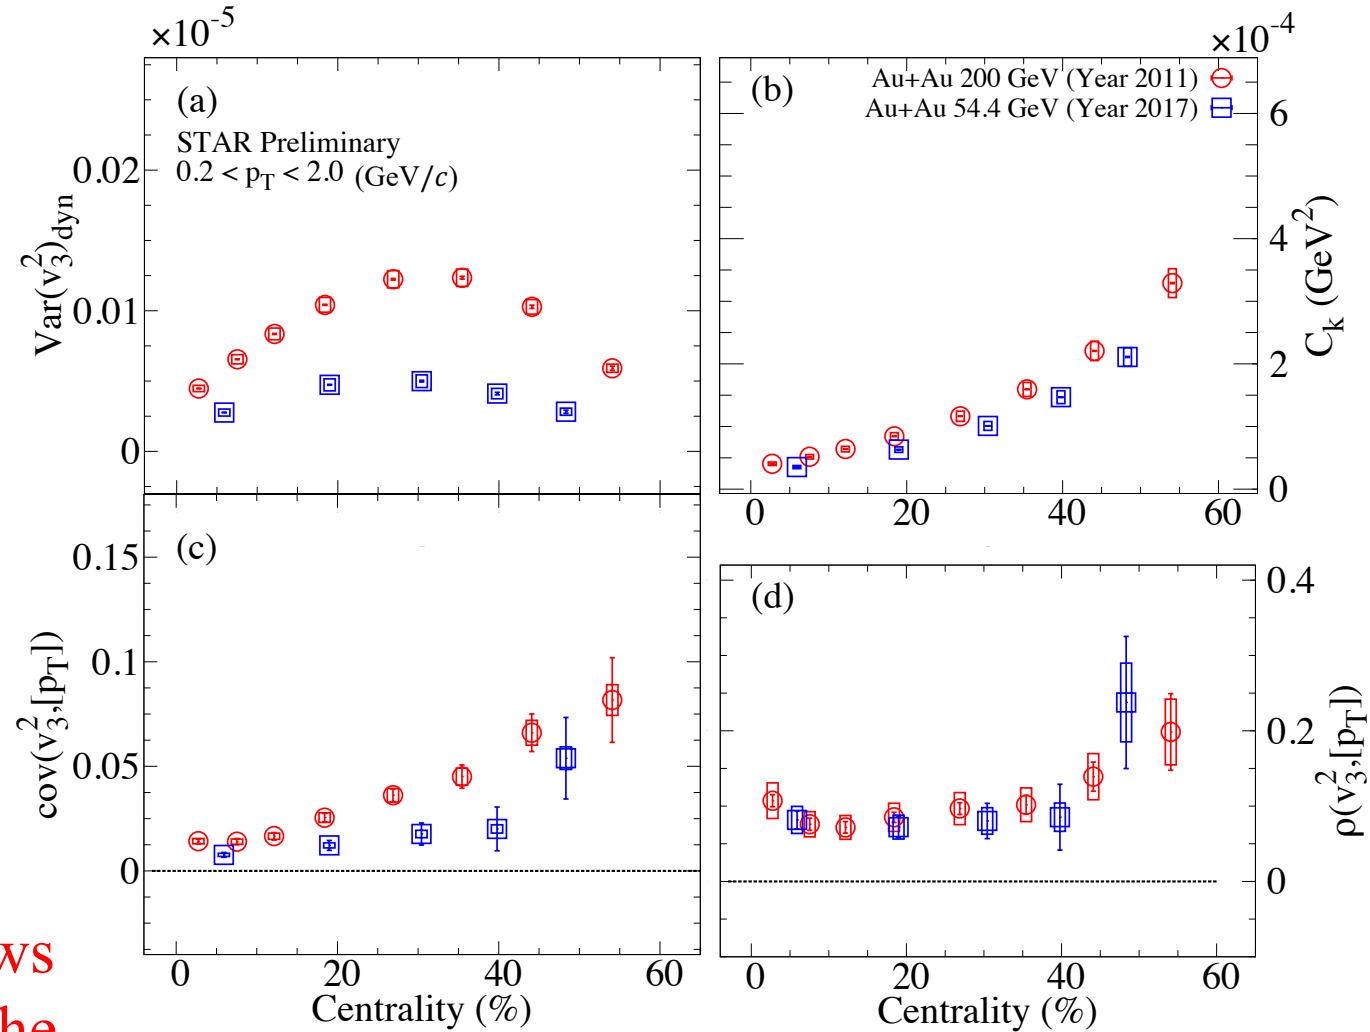 ×10^-5
(a)
STAR Preliminary
0.2 < p_T < 2.0 (GeV/c)
0.02
0.01
0
Var(v_3^2)_dyn
×10^-4
(b)
Au+Au 200 GeV (Year 2011)
Au+Au 54.4 GeV (Year 2017)
6
4
2
0
C_k (GeV^2)
0 20 40 60
(c)
0.15
0.1
0.05
0
cov(v_3^2,[p_T])
0 20 40 60
Centrality (%)
(d)
0.4
0.2
0
ρ(v_3^2,[p_T])
0 20 40 60
Centrality (%)
ws
he